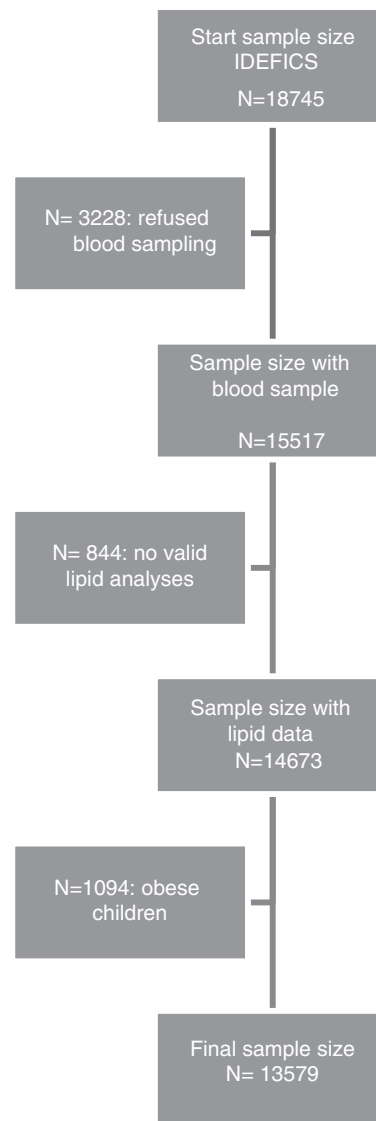 Start sample size
IDEFICS
N=18745
N= 3228: refused
blood sampling
Sample size with
blood sample
N=15517
N= 844: no valid
lipid analyses
Sample size with
lipid data
N=14673
N=1094: obese
children
Final sample size
N= 13579